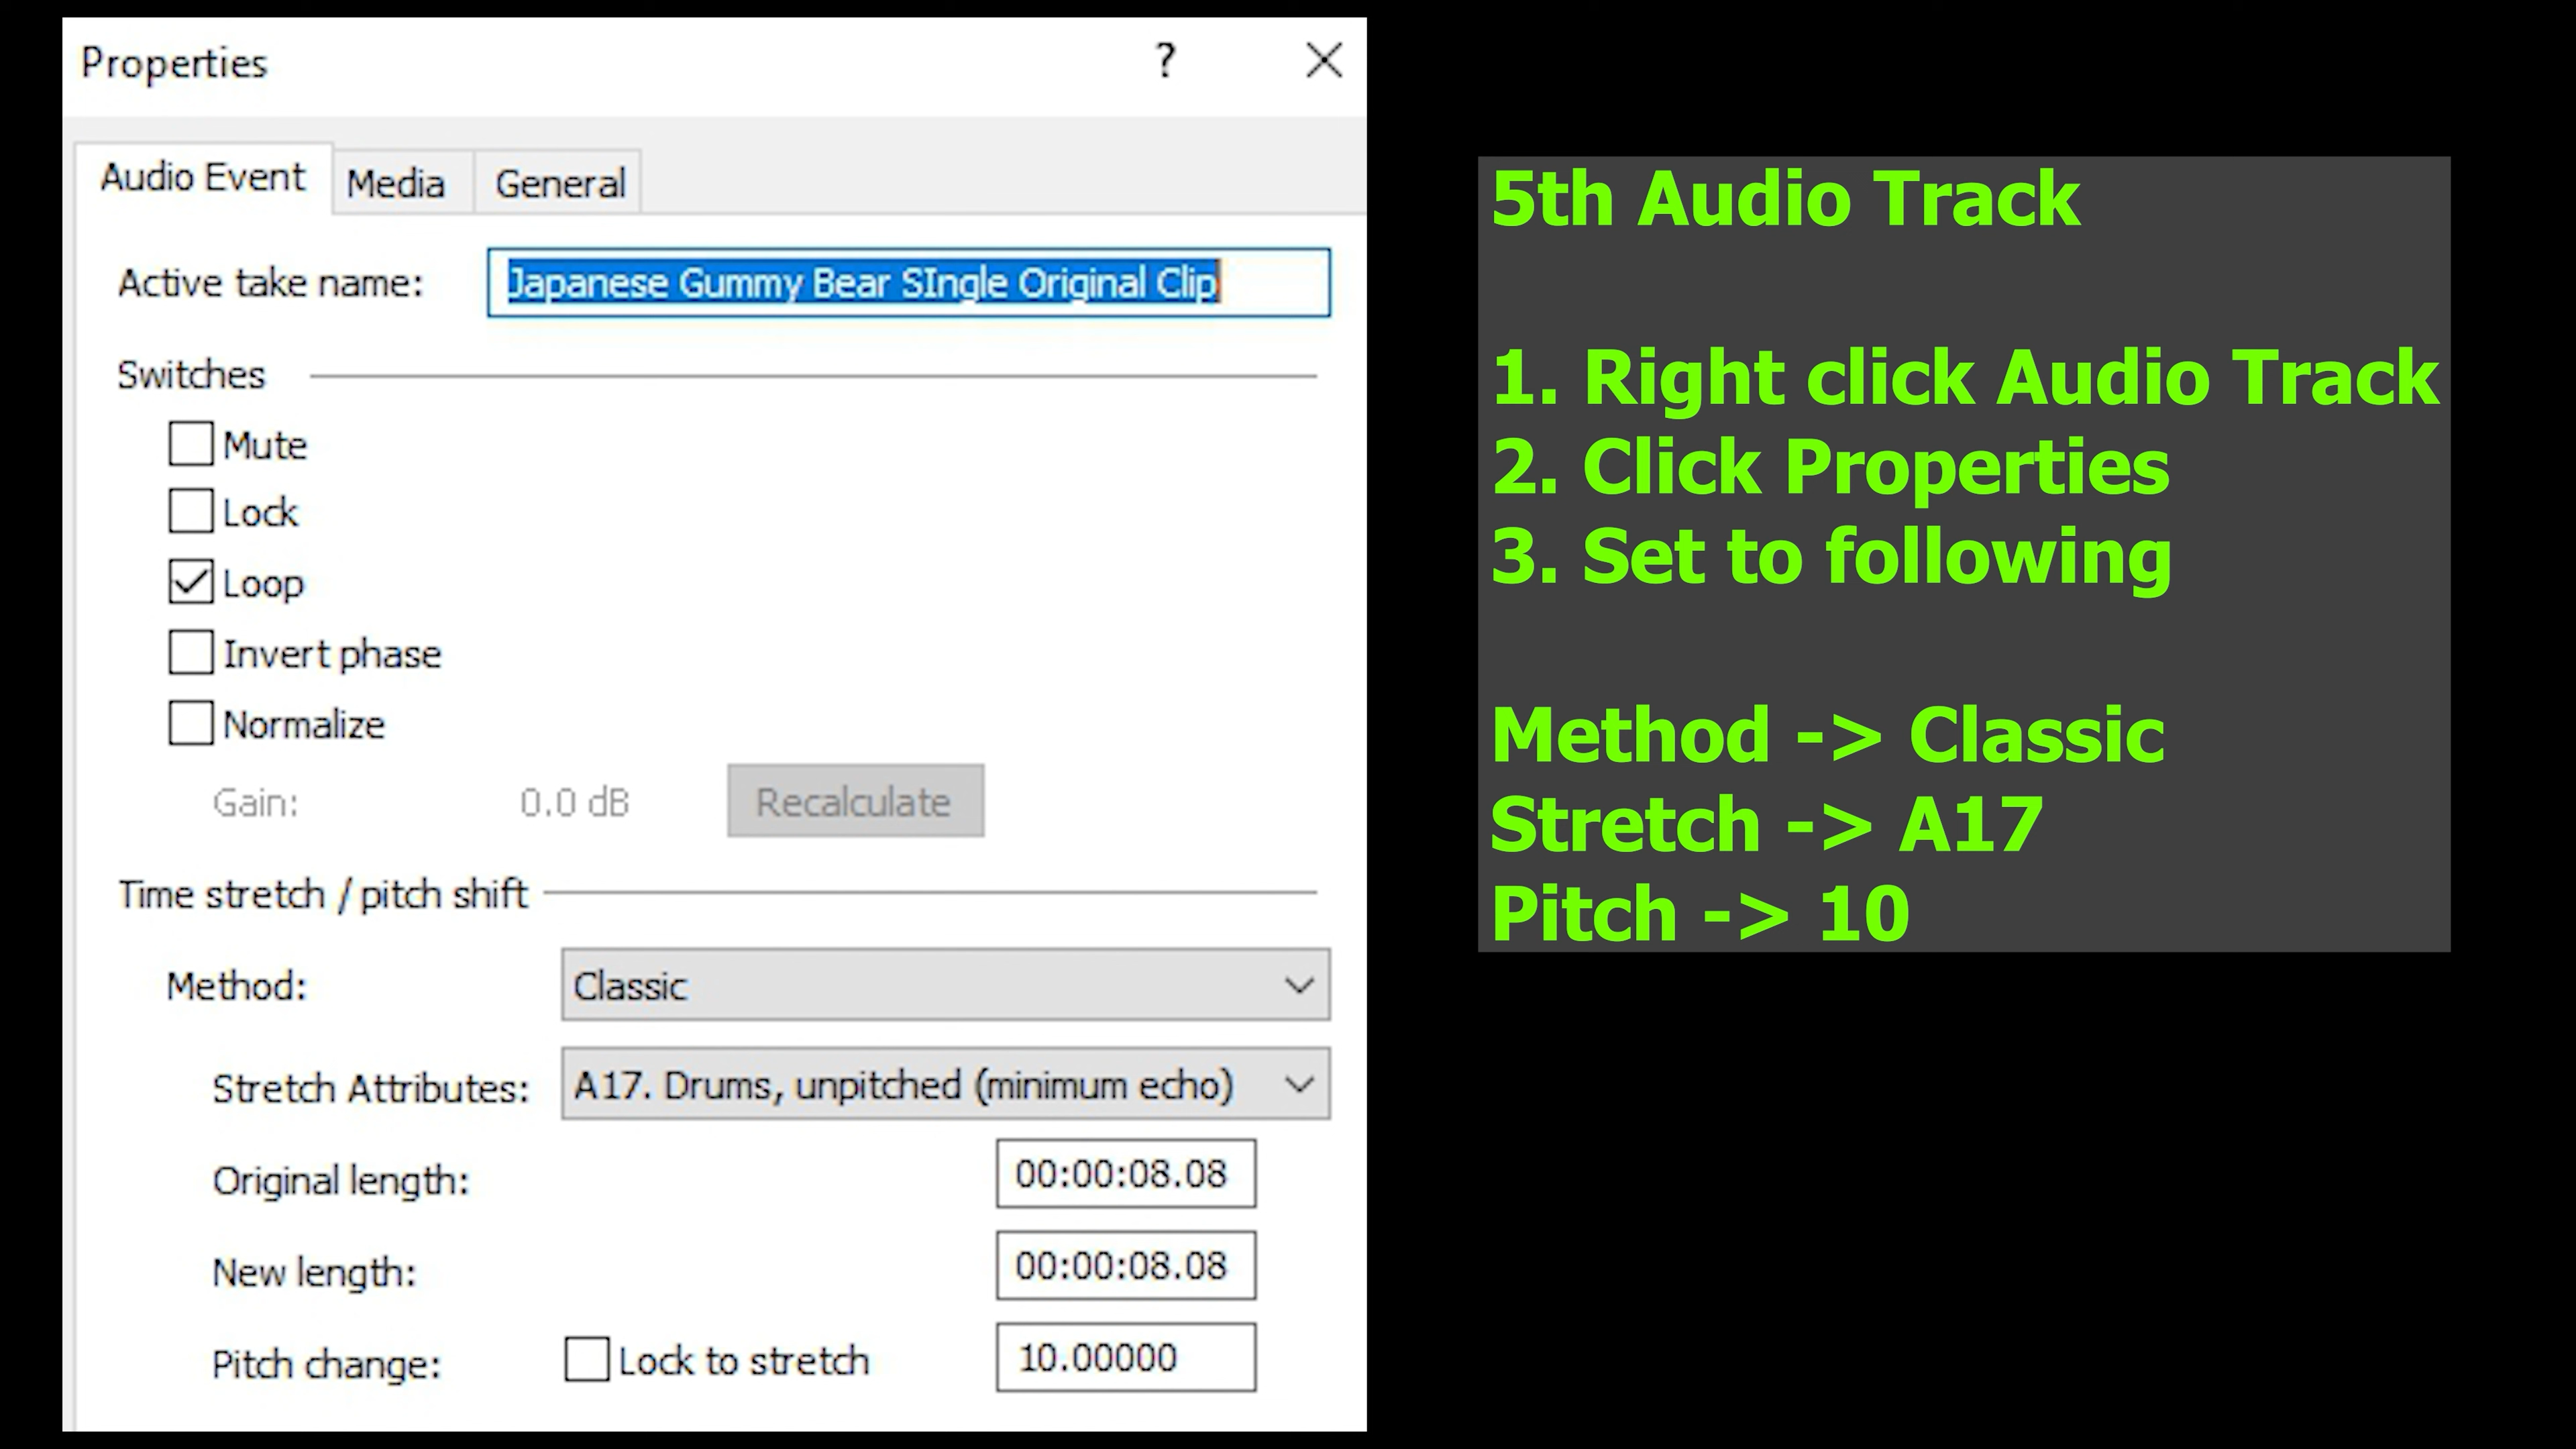 Properties ?
Audio Event Media General
Active take name: Japanese Gummy Bear SIngle Original Clip
Switches
Mute
Lock
Loop
Invert phase
Normalize
Gain: 0.0 dB Recalculate
Time stretch / pitch shift
Method: Classic
Stretch Attributes: A17. Drums, unpitched (minimum echo)
Original length: 00:00:08.08
New length: 00:00:08.08
Pitch change: Lock to stretch 10.00000
5th Audio Track
1. Right click Audio Track
2. Click Properties
3. Set to following
Method -> Classic
Stretch -> A17
Pitch -> 10